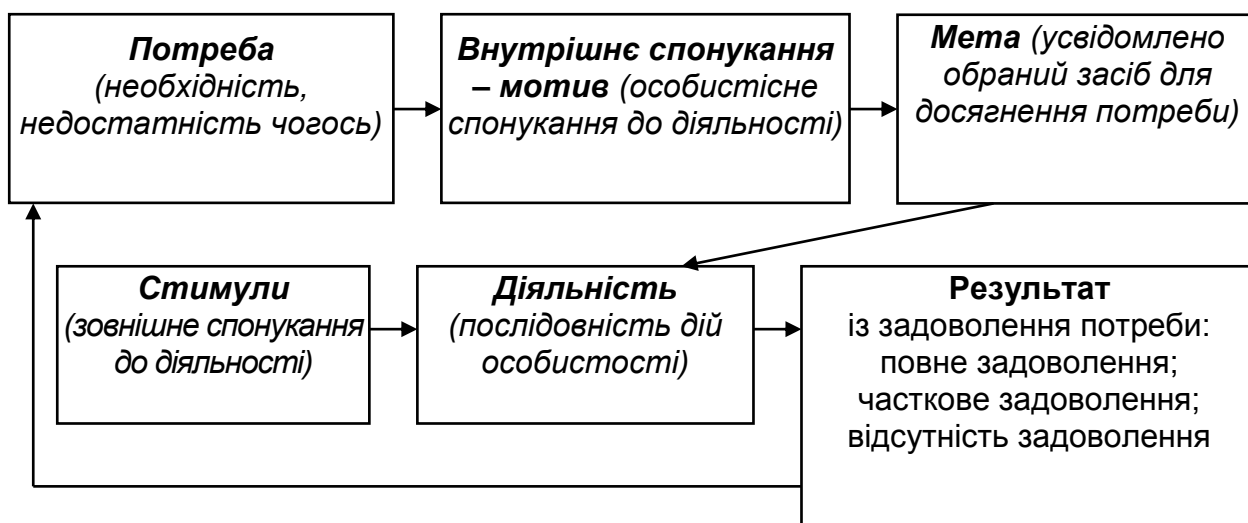 Потреба
(необхідність,
недостатність чогось)
Внутрішнє спонукання
– мотив (особистісне
спонукання до діяльності)
Мета (усвідомлено
обраний засіб для
досягнення потреби)
Стимули
(зовнішне спонукання
до діяльності)
Діяльність
(послідовність дій
особистості)
Результат
із задоволення потреби:
повне задоволення;
часткове задоволення;
відсутність задоволення